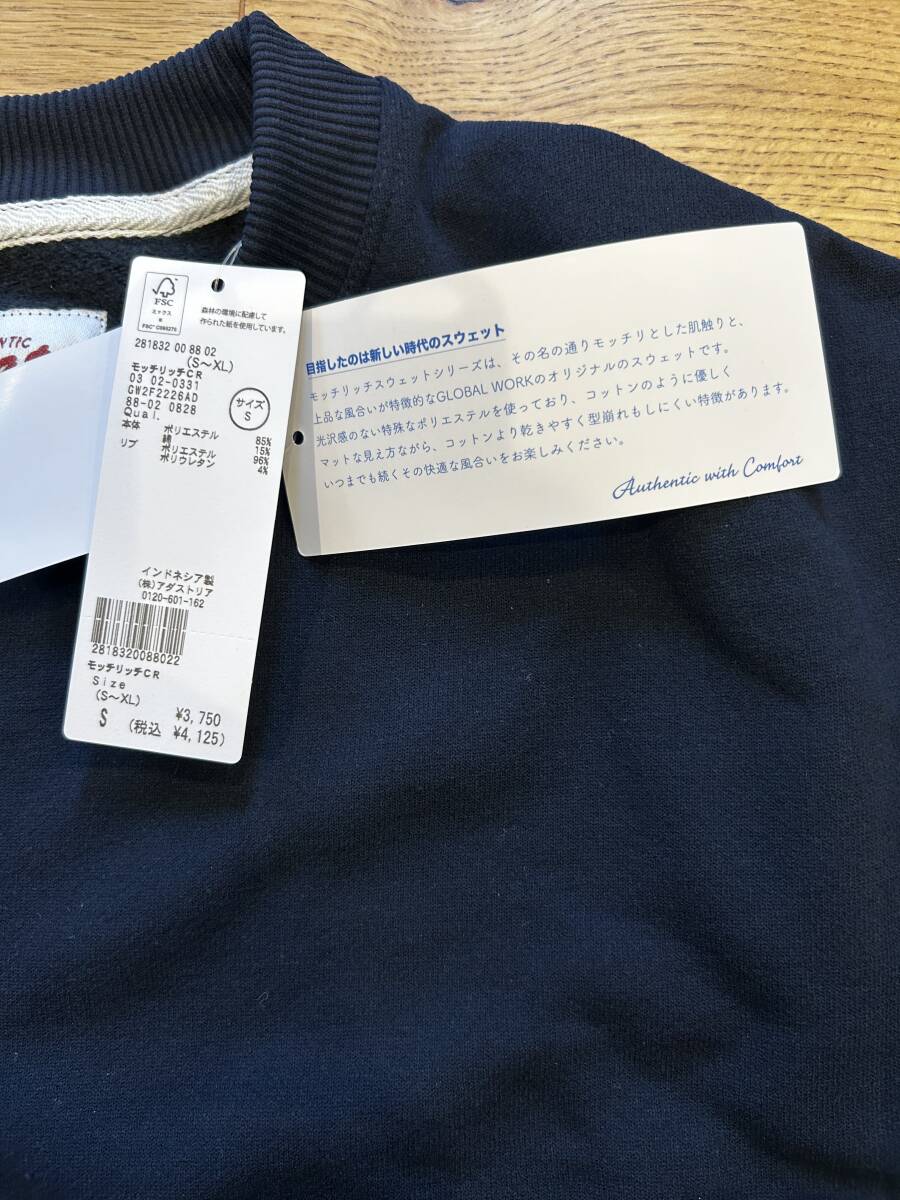 NTIC
FSC
ミックス
紙
FSC® C080270
森林の環境に配慮して
作られた紙を使用しています。
281832 00 88 02
(S〜XL)
モッチリッチCR
03 02-0331
GW2F2226AD
88-02 0828
Qual.
サイズ
S
本体 ポリエステル 85%
綿 15%
リブ ポリエステル 96%
ポリウレタン 4%
インドネシア製
(株)アダストリア
0120-601-162
2818320088022
モッチリッチCR
Size
(S〜XL)
S ¥3,750
(税込 ¥4,125)
目指したのは新しい時代のスウェット
モッチリッチスウェットシリーズは、その名の通りモッチリとした肌触りと、
上品な風合いが特徴的なGLOBAL WORKのオリジナルのスウェットです。
光沢感のない特殊なポリエステルを使っており、コットンのように優しく
マットな見え方ながら、コットンより乾きやすく型崩れもしにくい特徴があります。
いつまでも続くその快適な風合いをお楽しみください。
Authentic with Comfort